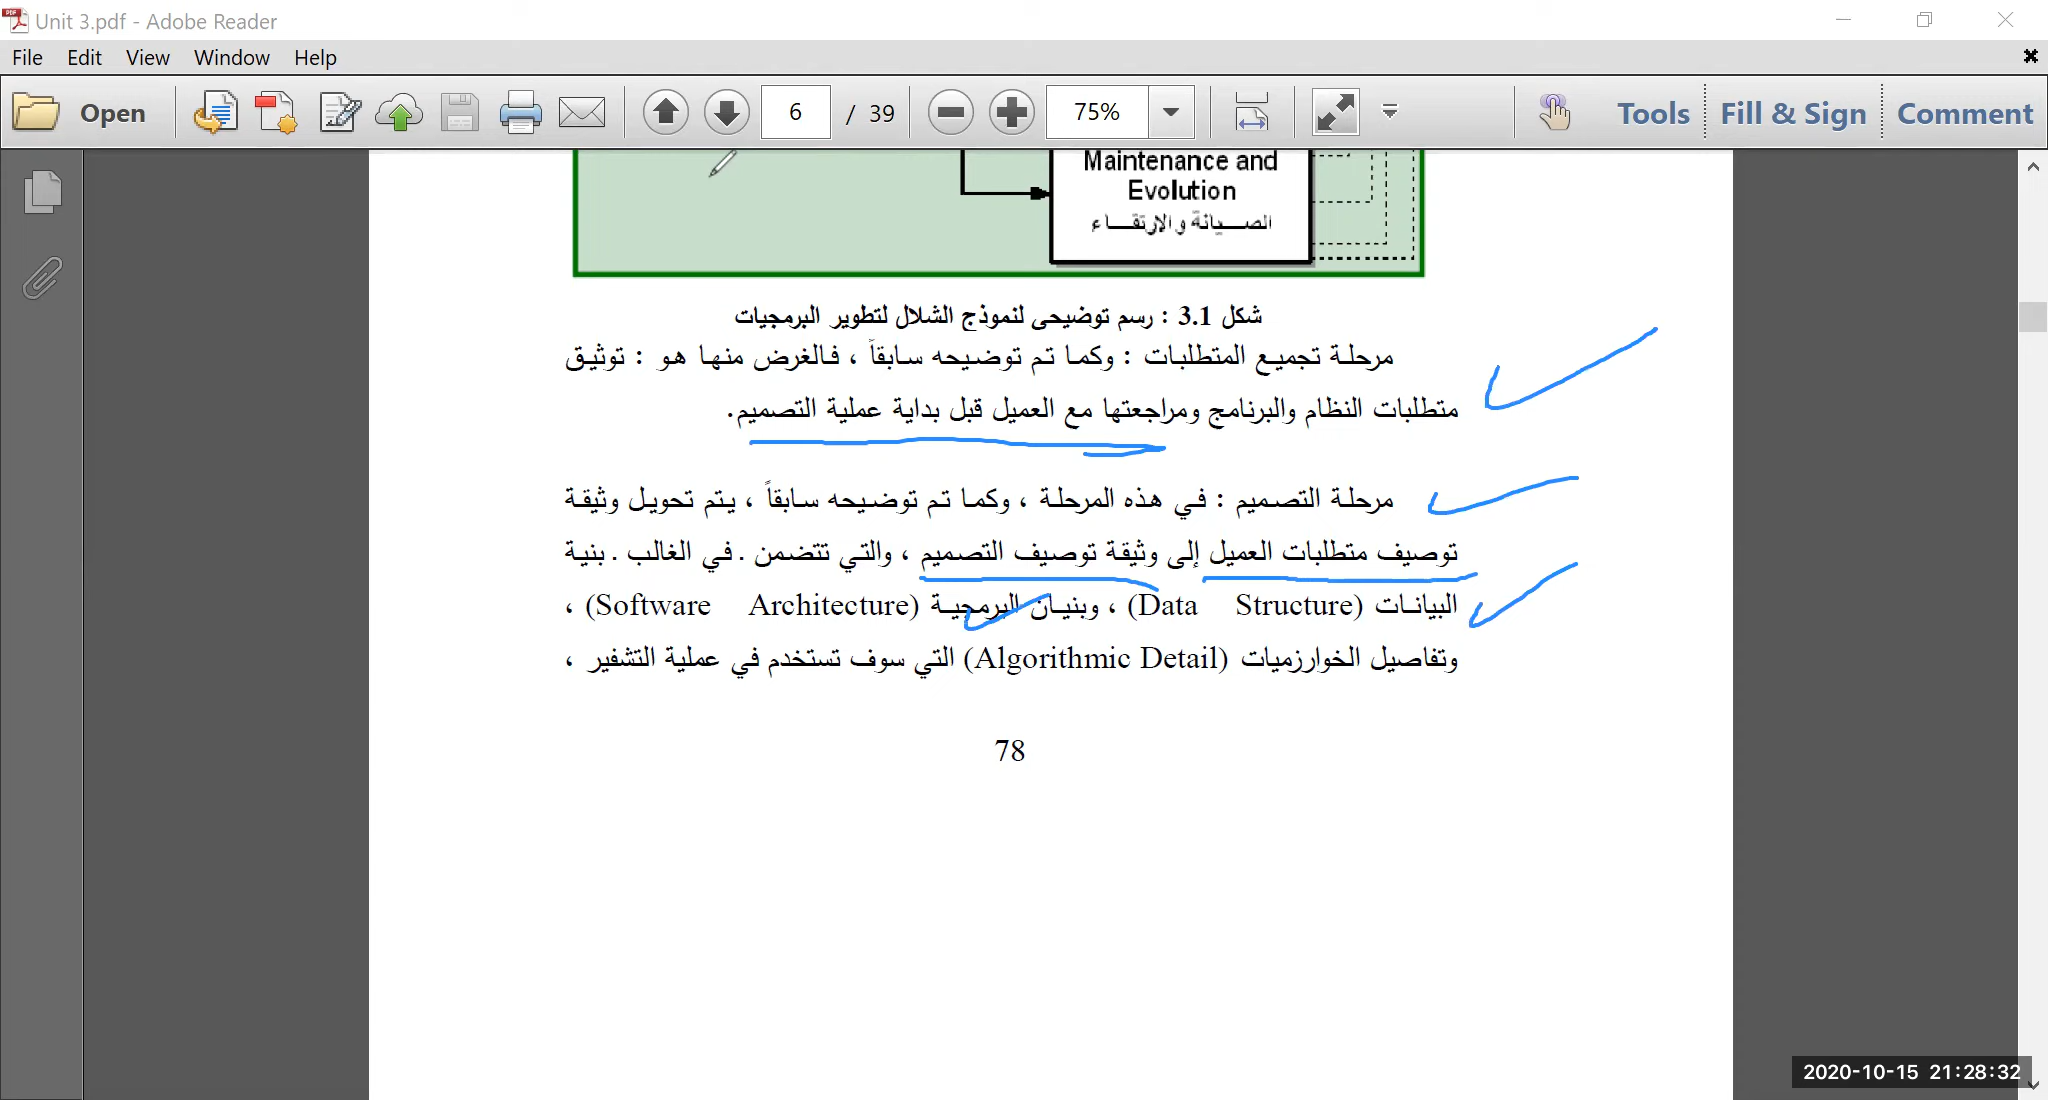 Unit 3.pdf - Adobe Reader
File Edit View Window Help
Open 6 / 39 75% Tools Fill & Sign Comment
Maintenance and
Evolution
الصيانة والإرتقاء
شكل 3.1 : رسم توضيحى لنموذج الشلال لتطوير البرمجيات
مرحلة تجميع المتطلبات : وكما تم توضيحه سابقاً ، فالغرض منها هو : توثيق
متطلبات النظام والبرنامج ومراجعتها مع العميل قبل بداية عملية التصميم.
مرحلة التصميم : في هذه المرحلة ، وكما تم توضيحه سابقاً ، يتم تحويل وثيقة
توصيف متطلبات العميل إلى وثيقة توصيف التصميم ، والتي تتضمن . في الغالب . بنية
البيانات (Data Structure) ، وبنيان البرمجية (Software Architecture) ،
وتفاصيل الخوارزميات (Algorithmic Detail) التي سوف تستخدم في عملية التشفير ،
78
2020-10-15 21:28:32